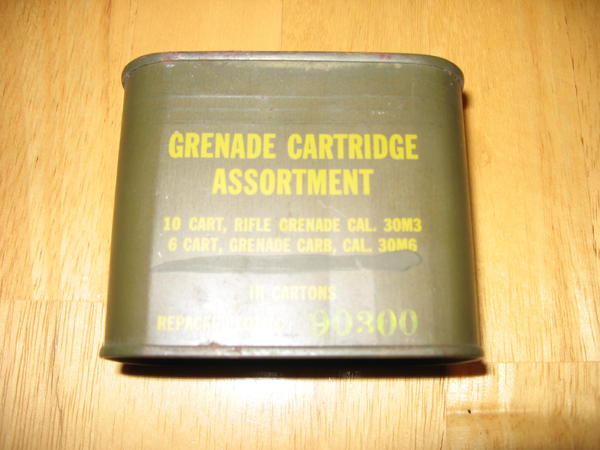 GRENADE CARTRIDGE
ASSORTMENT
10 CART, RIFLE GRENADE CAL. 30M3
6 CART, GRENADE CARB, CAL. 30M6
IN CARTONS
90300